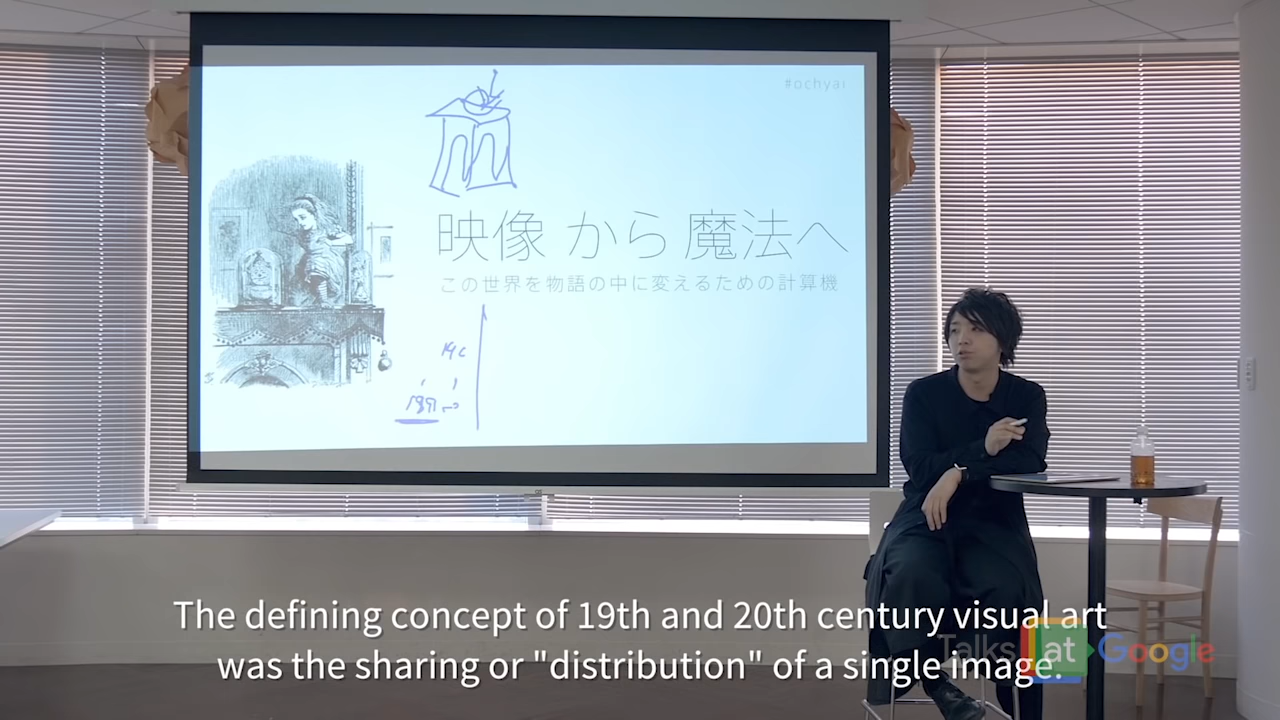 #ochyai
映像 から 魔法へ
この世界を物語の中に変えるための計算機
19c
The defining concept of 19th and 20th century visual art
was the sharing or "distribution" of a single image.
Talks at Google